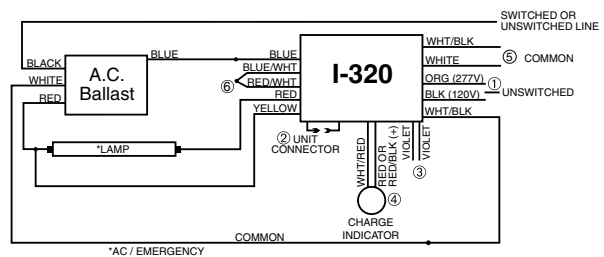 SWITCHED OR
UNSWITCHED LINE
BLACK
WHITE
RED
A.C.
Ballast
BLUE
BLUE
BLUE/WHT
⑥ RED/WHT
RED
YELLOW
I-320
WHT/BLK
WHITE
⑤ COMMON
ORG (277V)
①
BLK (120V)
UNSWITCHED
WHT/BLK
② UNIT
CONNECTOR
*LAMP
WHT/RED
RED OR
RED/BLK (+)
VIOLET
VIOLET
③
④
CHARGE
INDICATOR
COMMON
*AC / EMERGENCY